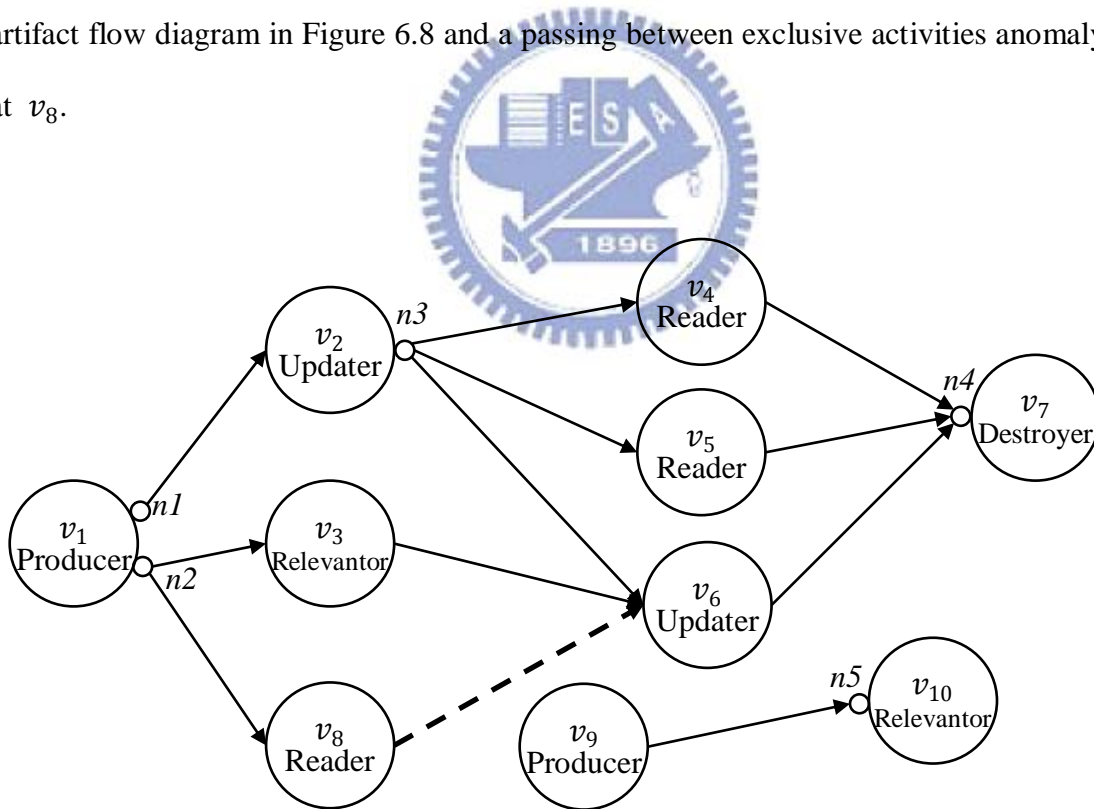 artifact flow diagram in Figure 6.8 and a passing between exclusive activities anomaly
at v₈.
E S A
1896
v₄
Reader
n3
v₂
Updater
n4
v₇
Destroyer
v₅
Reader
n1
v₁
Producer
n2
v₃
Relevantor
v₆
Updater
n5
v₁₀
Relevantor
v₈
Reader
v₉
Producer